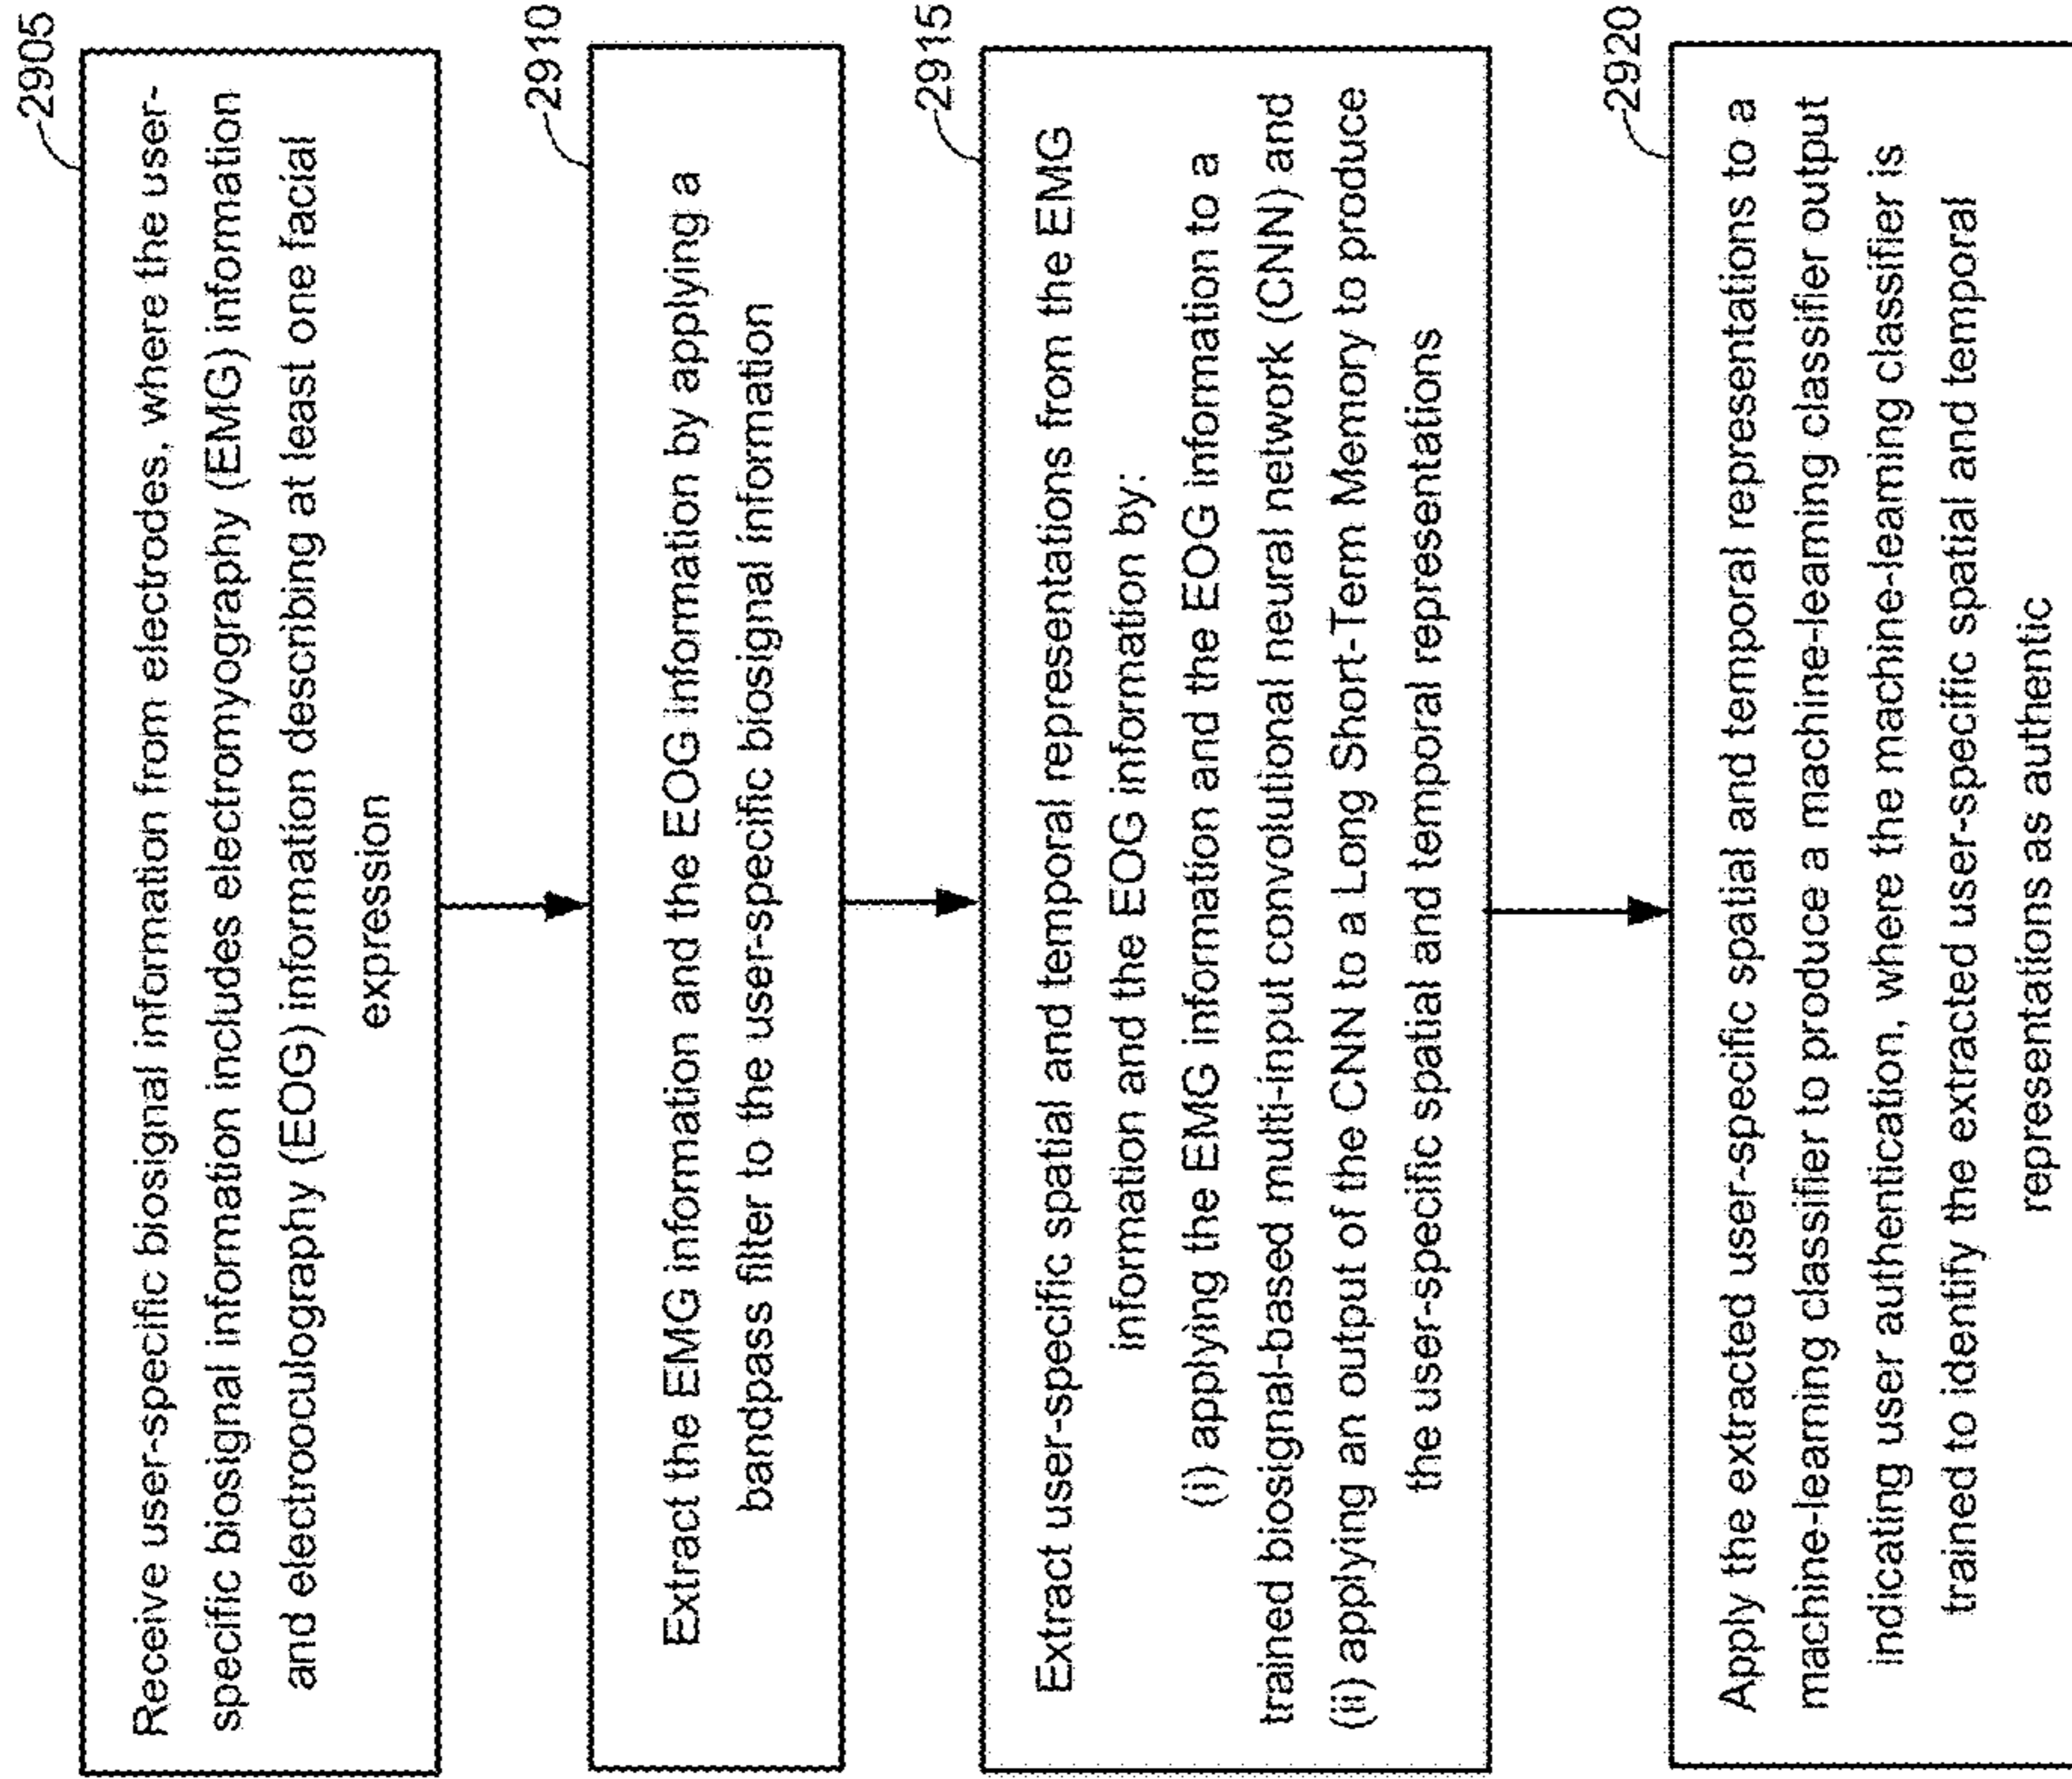 2905
Receive user-specific biosignal information from electrodes, where the user-
specific biosignal information includes electromyography (EMG) information
and electrooculography (EOG) information describing at least one facial
expression
2910
Extract the EMG information and the EOG information by applying a
bandpass filter to the user-specific biosignal information
2915
Extract user-specific spatial and temporal representations from the EMG
information and the EOG information by:
(i) applying the EMG information and the EOG information to a
trained biosignal-based multi-input convolutional neural network (CNN) and
(ii) applying an output of the CNN to a Long Short-Term Memory to produce
the user-specific spatial and temporal representations
2920
Apply the extracted user-specific spatial and temporal representations to a
machine-learning classifier to produce a machine-learning classifier output
indicating user authentication, where the machine-learning classifier is
trained to identify the extracted user-specific spatial and temporal
representations as authentic